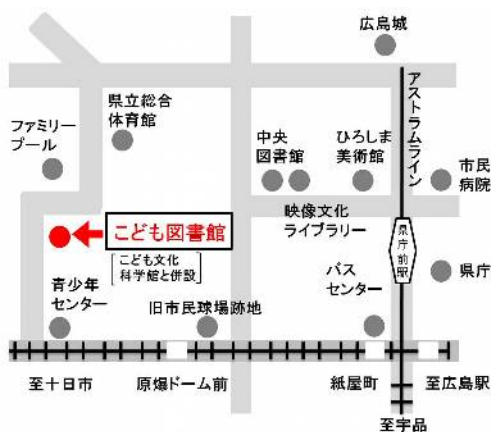 広島城
アストラムライン
県立総合
体育館
ファミリー
プール
中央
図書館
ひろしま
美術館
市民
病院
こども図書館
こども文化
科学館と併設
映像文化
ライブラリー
県庁前駅
県庁
バス
センター
青少年
センター
旧市民球場跡地
至十日市
原爆ドーム前
紙屋町
至広島駅
至宇品